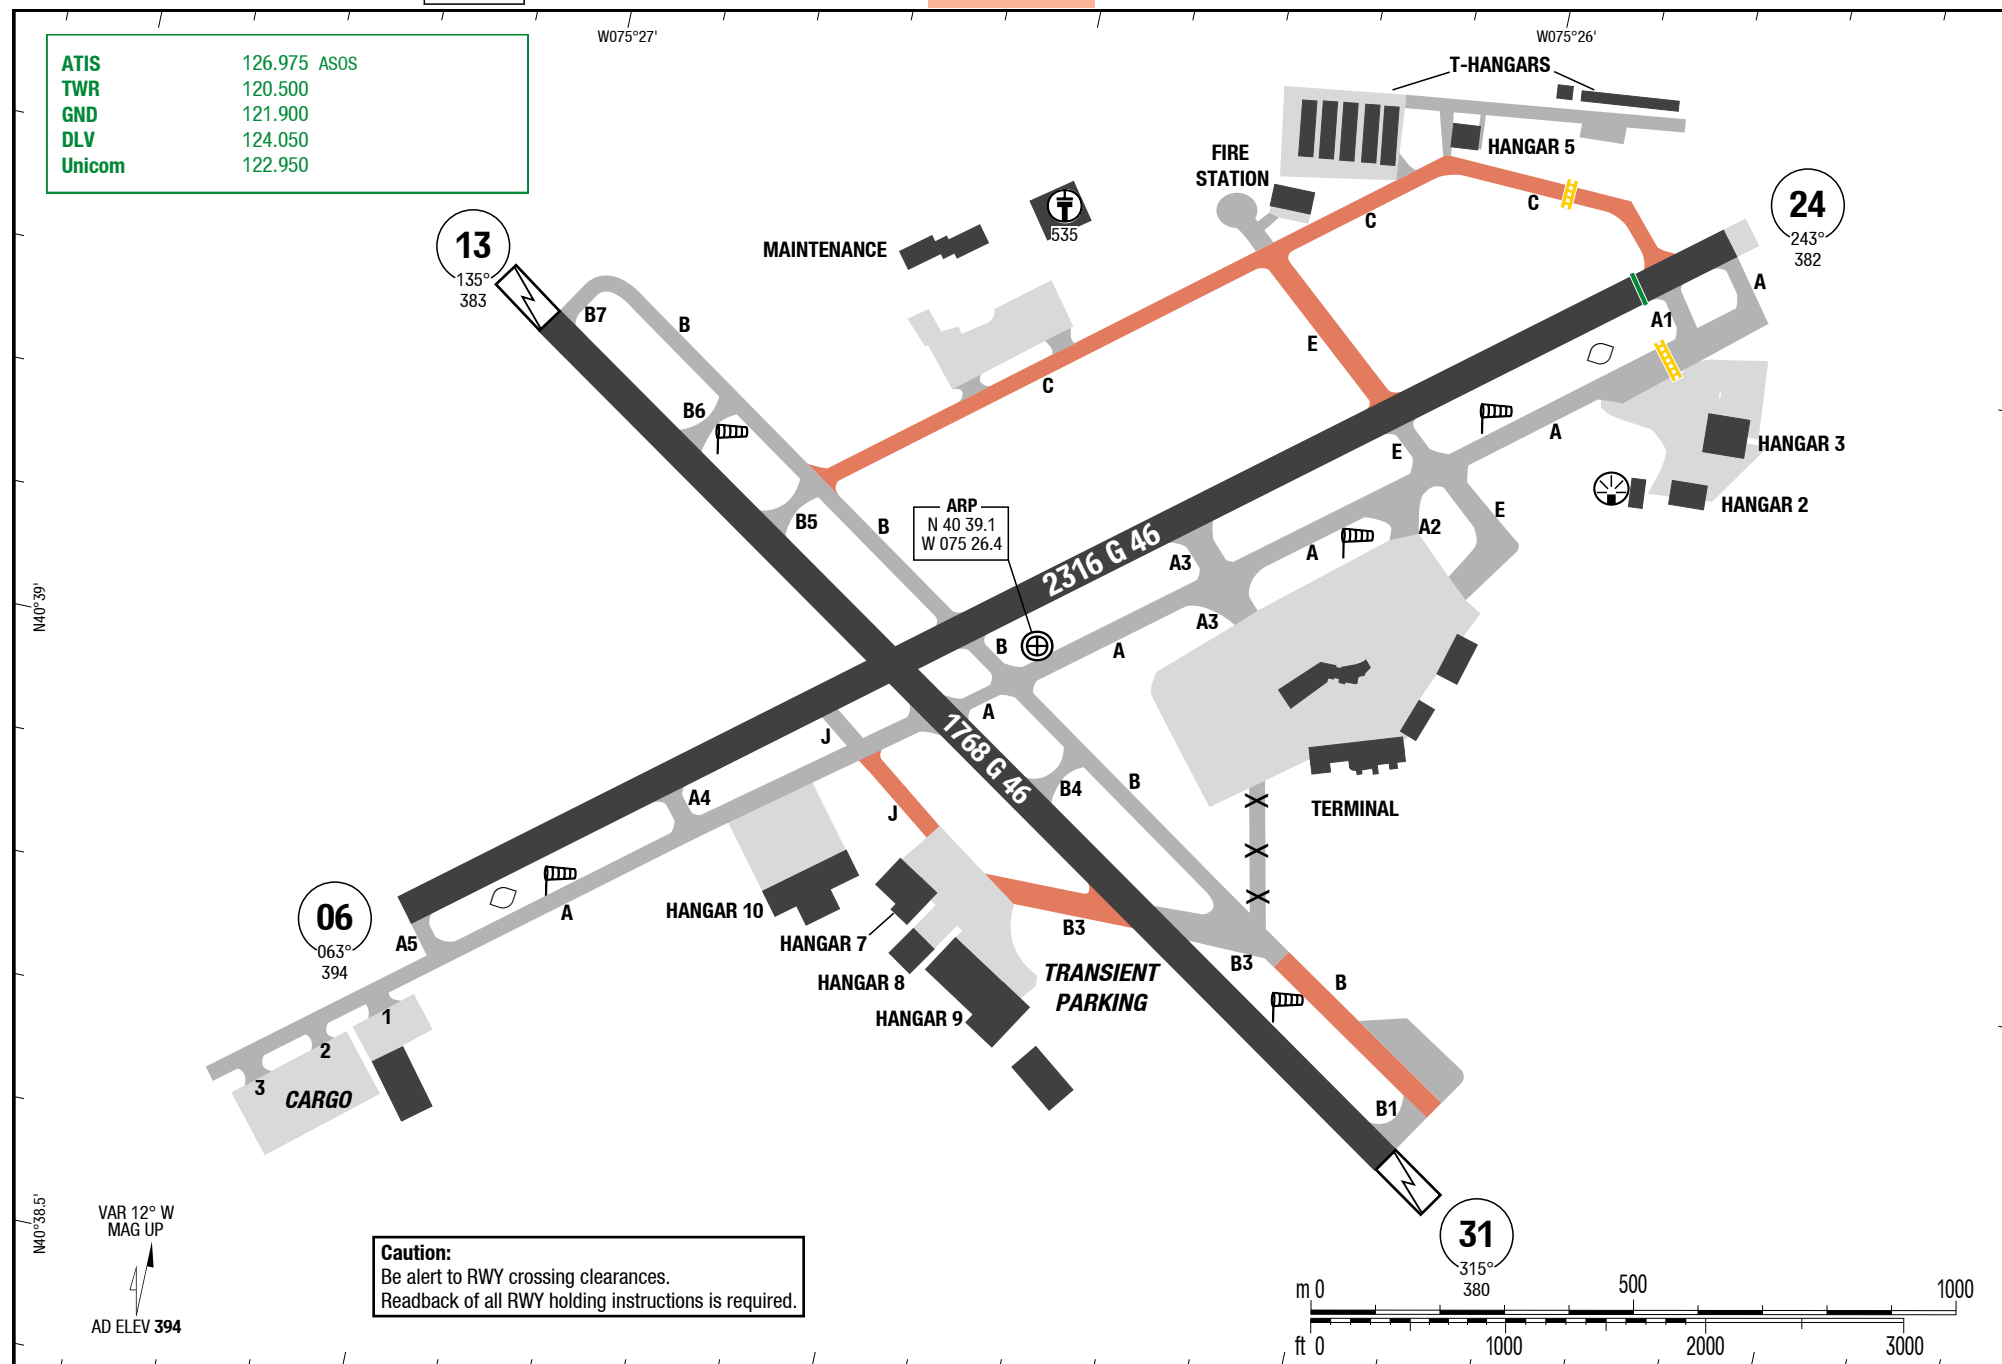 W075°27'
W075°26'
ATIS 126.975 ASOS
TWR 120.500
GND 121.900
DLV 124.050
Unicom 122.950
T-HANGARS
HANGAR 5
FIRE
STATION
C
C
24
243°
382
535
MAINTENANCE
13
135°
383
B7
B
A
A1
E
C
B6
A
E
HANGAR 3
HANGAR 2
ARP
N 40 39.1
W 075 26.4
B5
B
E
A2
A
A3
2316 G 46
N40°39'
A3
B
A
A
J
1768 G 46
B
B4
A4
J
TERMINAL
06
063°
394
A
A5
HANGAR 10
HANGAR 7
HANGAR 8
HANGAR 9
B3
TRANSIENT
PARKING
B3
B
1
2
3
CARGO
B1
N40°38.5'
VAR 12° W
MAG UP
AD ELEV 394
Caution:
Be alert to RWY crossing clearances.
Readback of all RWY holding instructions is required.
31
315°
380
m 0 500 1000
ft 0 1000 2000 3000